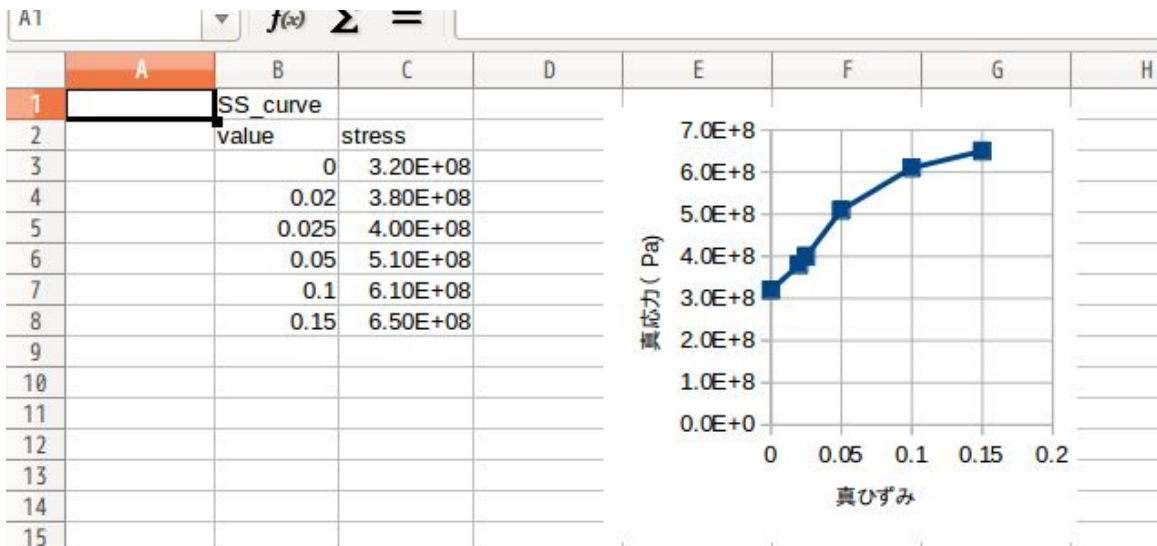 A1 f(x) Σ =
A B C D E F G H
1 SS_curve
2 value stress
3 0 3.20E+08
4 0.02 3.80E+08
5 0.025 4.00E+08
6 0.05 5.10E+08
7 0.1 6.10E+08
8 0.15 6.50E+08
9
10
11
12
13
14
15
7.0E+8
6.0E+8
5.0E+8
4.0E+8
3.0E+8
2.0E+8
1.0E+8
0.0E+0
真応力( Pa)
0 0.05 0.1 0.15 0.2
真ひずみ